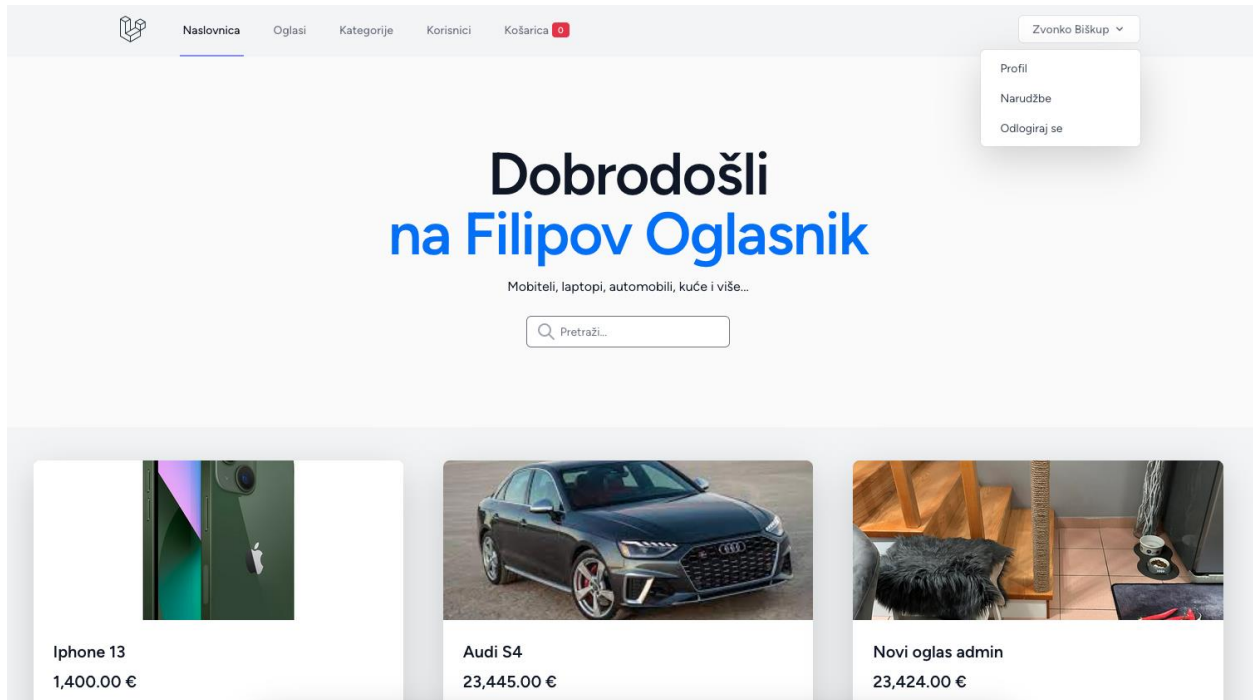 Naslovnica
Oglasi
Kategorije
Korisnici
Košarica 0
Zvonko Biškup
Profil
Narudžbe
Odlogiraj se
Dobrodošli
na Filipov Oglasnik
Mobiteli, laptopi, automobili, kuće i više...
Pretraži...
Iphone 13
1,400.00 €
Audi S4
23,445.00 €
Novi oglas admin
23,424.00 €